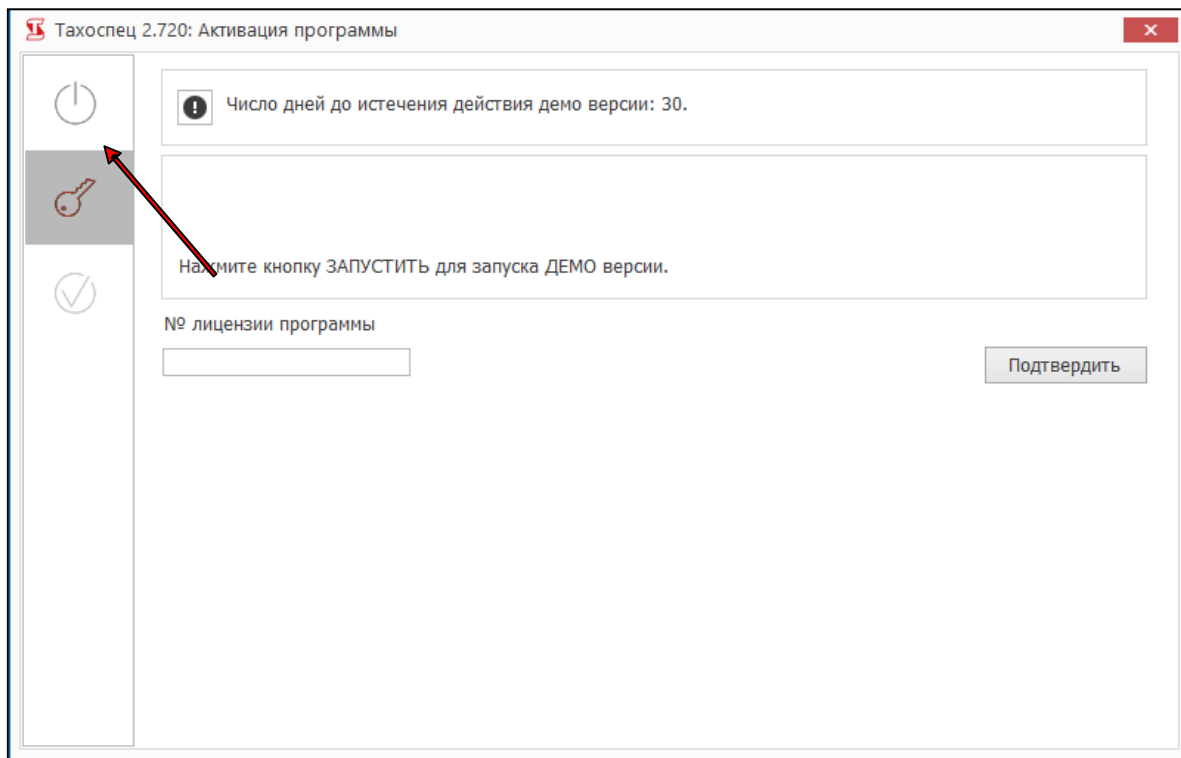 Тахоспец 2.720: Активация программы
Число дней до истечения действия демо версии: 30.
Нажмите кнопку ЗАПУСТИТЬ для запуска ДЕМО версии.
№ лицензии программы
Подтвердить